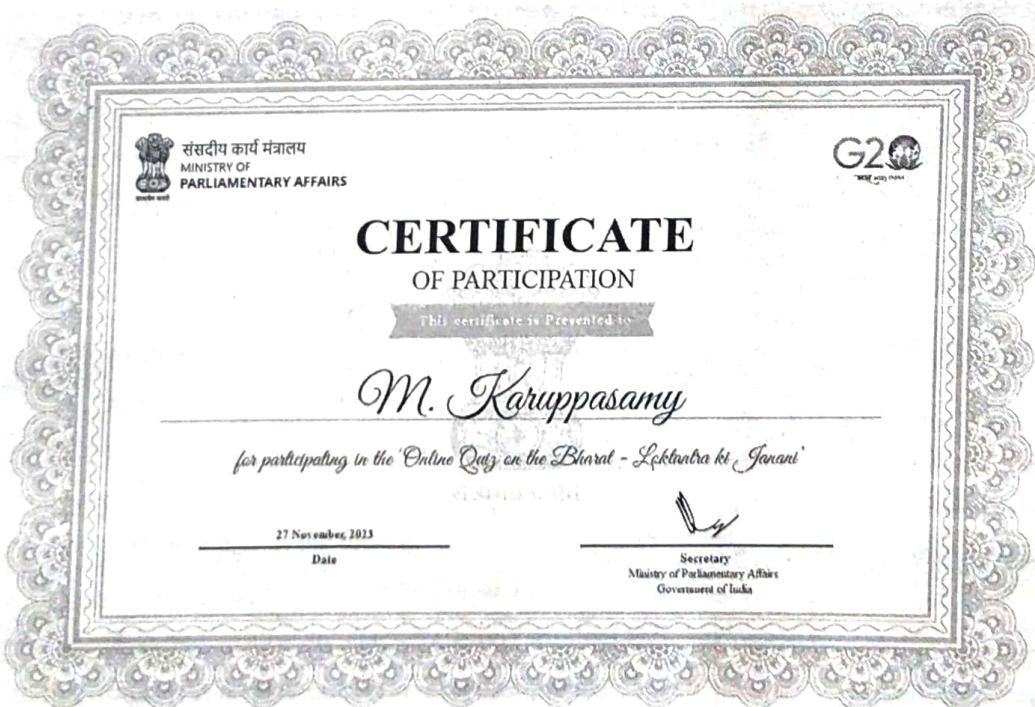 संसदीय कार्य मंत्रालय
MINISTRY OF
PARLIAMENTARY AFFAIRS
G20
CERTIFICATE
OF PARTICIPATION
This certificate is Presented to
M. Karuppasamy
for participating in the 'Online Quiz on the Bharat - Loktantra ki Janani'
27 November, 2023
Date
Secretary
Ministry of Parliamentary Affairs
Government of India